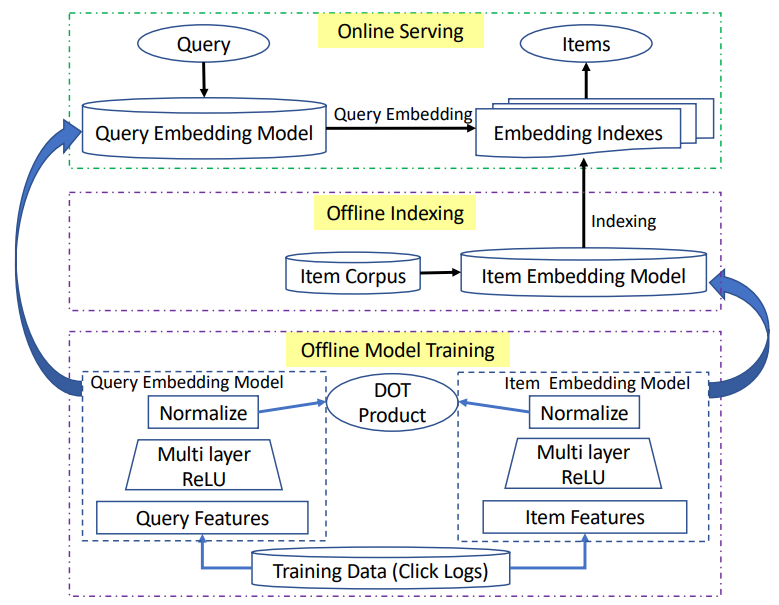 Online Serving
Query
Items
Query Embedding Model
Query Embedding
Embedding Indexes
Offline Indexing
Indexing
Item Corpus
Item Embedding Model
Offline Model Training
Query Embedding Model
Normalize
Multi layer
ReLU
Query Features
DOT
Product
Item Embedding Model
Normalize
Multi layer
ReLU
Item Features
Training Data (Click Logs)